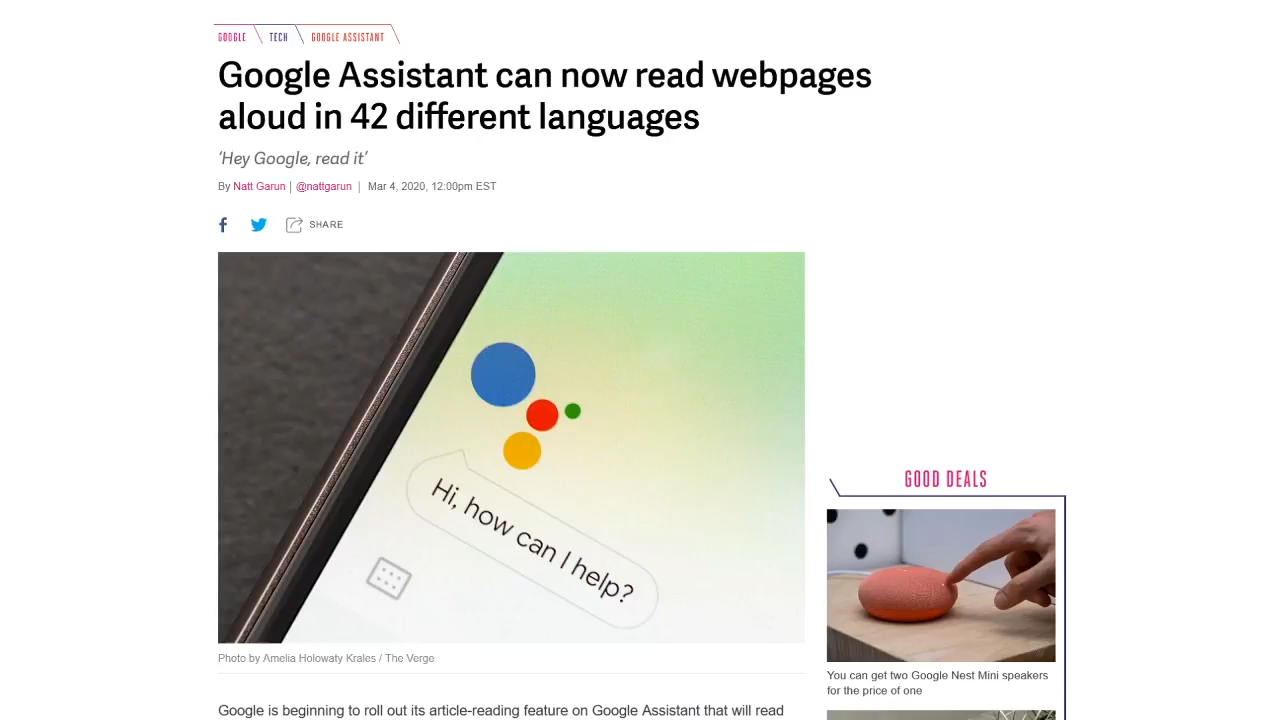 GOOGLE TECH GOOGLE ASSISTANT
Google Assistant can now read webpages
aloud in 42 different languages
‘Hey Google, read it’
By Natt Garun | @nattgarun | Mar 4, 2020, 12:00pm EST
SHARE
Hi, how can I help?
Photo by Amelia Holowaty Krales / The Verge
Google is beginning to roll out its article-reading feature on Google Assistant that will read
GOOD DEALS
You can get two Google Nest Mini speakers
for the price of one